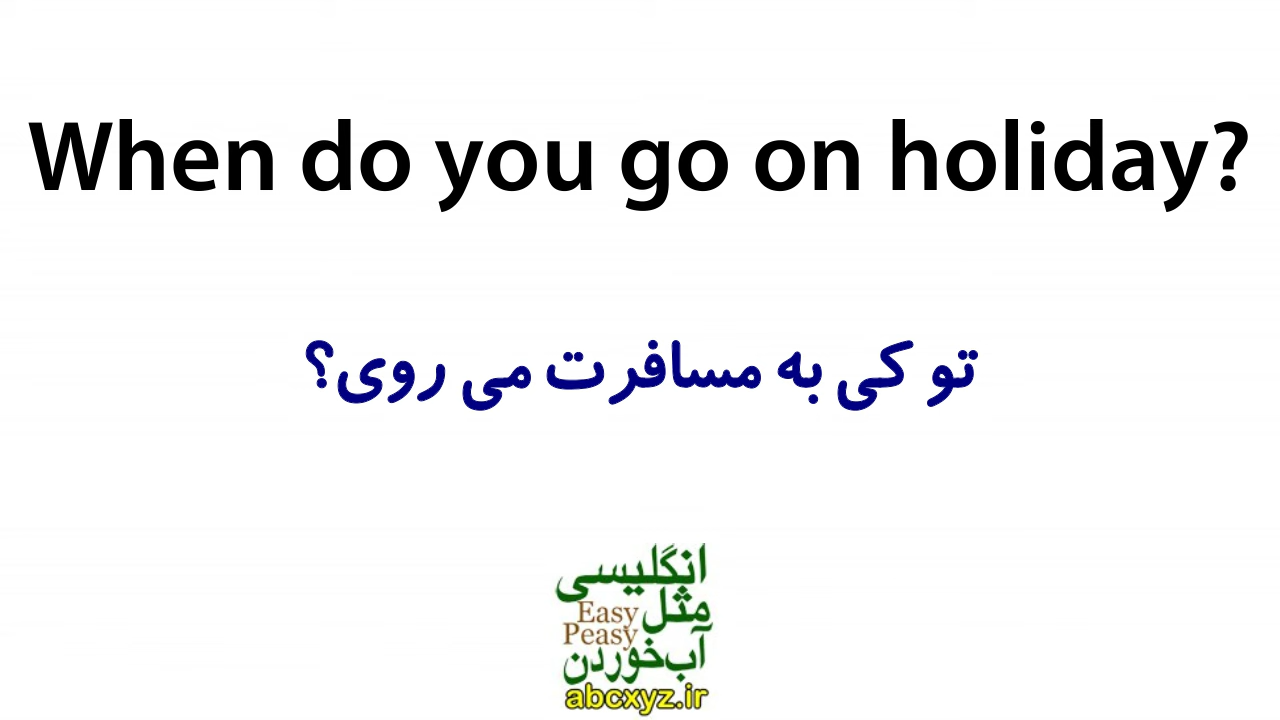 When do you go on holiday?
تو کی به مسافرت می روی؟
انگلیسی
مثل
Easy
Peasy
آب‌خوردن
abcxyz.ir